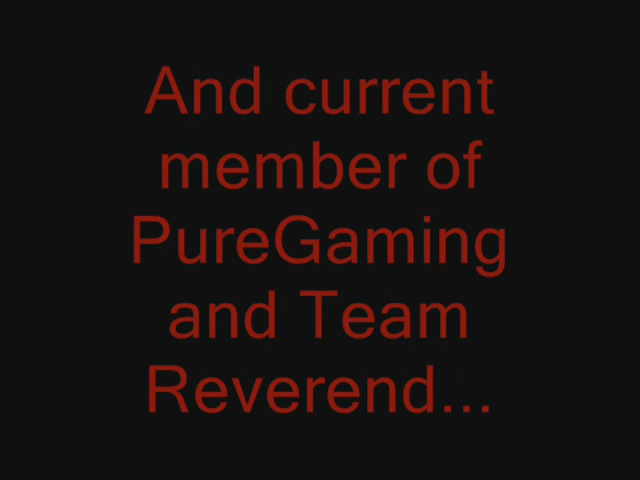 And current
member of
PureGaming
and Team
Reverend...